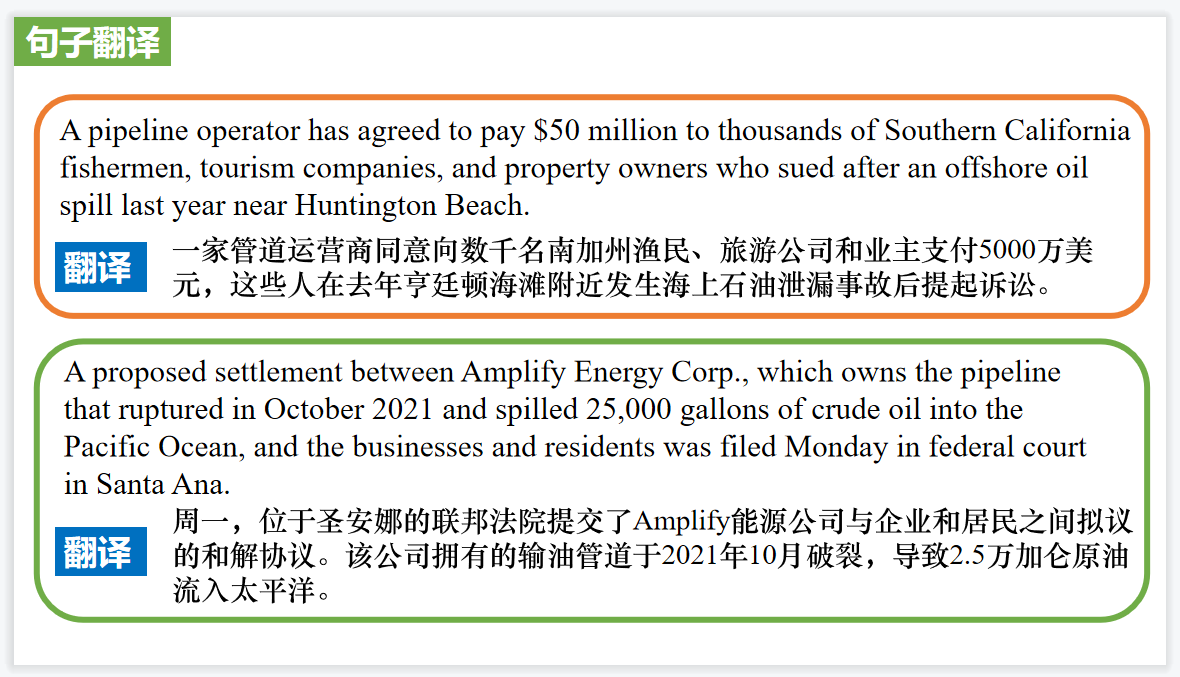 句子翻译
A pipeline operator has agreed to pay $50 million to thousands of Southern California
fishermen, tourism companies, and property owners who sued after an offshore oil
spill last year near Huntington Beach.
翻译
一家管道运营商同意向数千名南加州渔民、旅游公司和业主支付5000万美
元，这些人在去年亨廷顿海滩附近发生海上石油泄漏事故后提起诉讼。
A proposed settlement between Amplify Energy Corp., which owns the pipeline
that ruptured in October 2021 and spilled 25,000 gallons of crude oil into the
Pacific Ocean, and the businesses and residents was filed Monday in federal court
in Santa Ana.
翻译
周一，位于圣安娜的联邦法院提交了Amplify能源公司与企业和居民之间拟议
的和解协议。该公司拥有的输油管道于2021年10月破裂，导致2.5万加仑原油
流入太平洋。